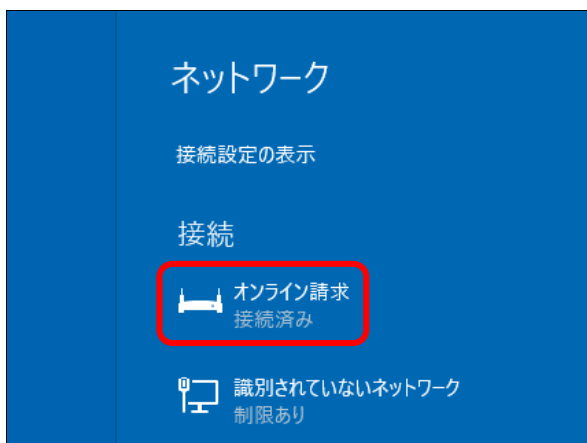 ネットワーク
接続設定の表示
接続
オンライン請求
接続済み
識別されていないネットワーク
制限あり